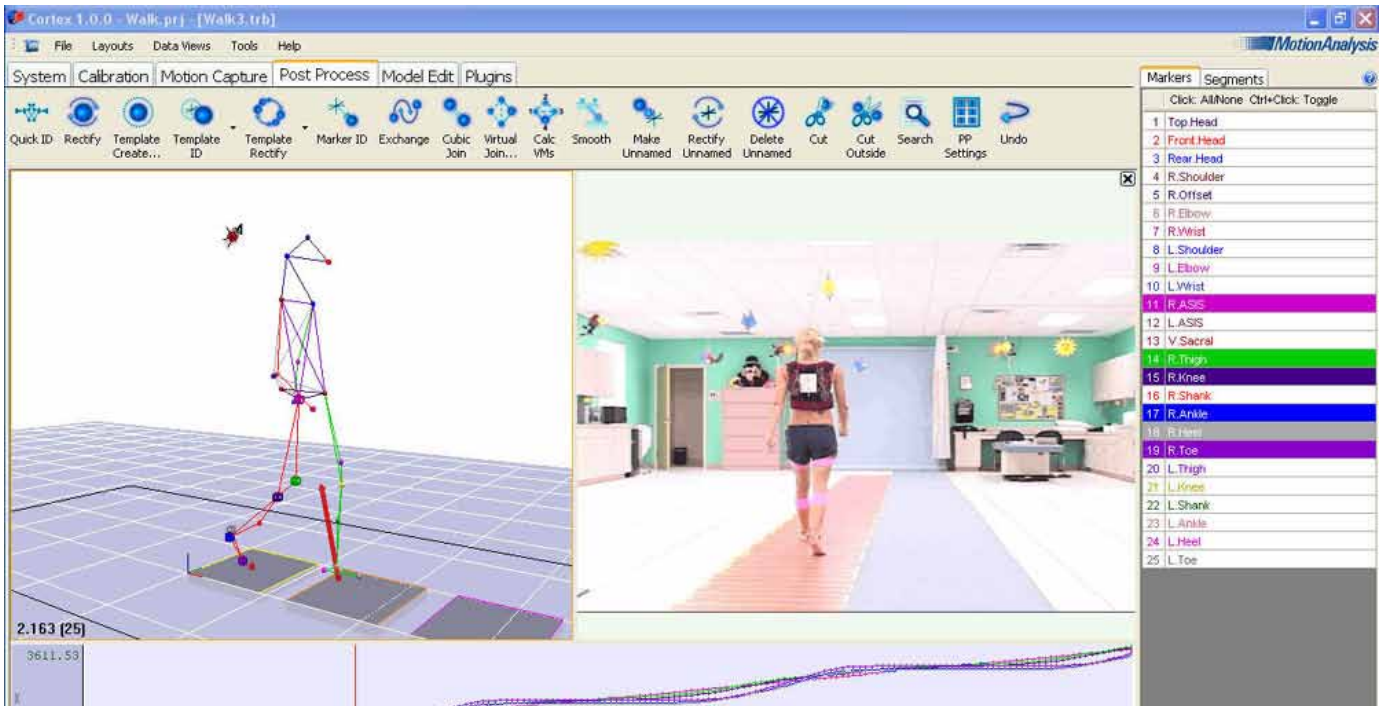 Cortex 1.0.0 - Walk.prj - [Walk3.trb]
File Layouts Data Views Tools Help
MotionAnalysis
System Calibration Motion Capture Post Process Model Edit Plugins
Markers Segments
Quick ID
Rectify
Template Create...
Template ID
Template Rectify
Marker ID
Exchange
Cubic Join
Virtual Join...
Calc VMs
Smooth
Make Unnamed
Rectify Unnamed
Delete Unnamed
Cut
Cut Outside
Search
PP Settings
Undo
Click: All/None Ctrl+Click: Toggle
1 Top.Head
2 Front.Head
3 Rear.Head
4 R.Shoulder
5 R.Offset
6 R.Elbow
7 R.Wrist
8 L.Shoulder
9 L.Elbow
10 L.Wrist
11 R.ASIS
12 L.ASIS
13 V.Sacral
14 R.Thigh
15 R.Knee
16 R.Shank
17 R.Ankle
18 R.Heel
19 R.Toe
20 L.Thigh
21 L.Knee
22 L.Shank
23 L.Ankle
24 L.Heel
25 L.Toe
2.163 (25)
3611.53
X